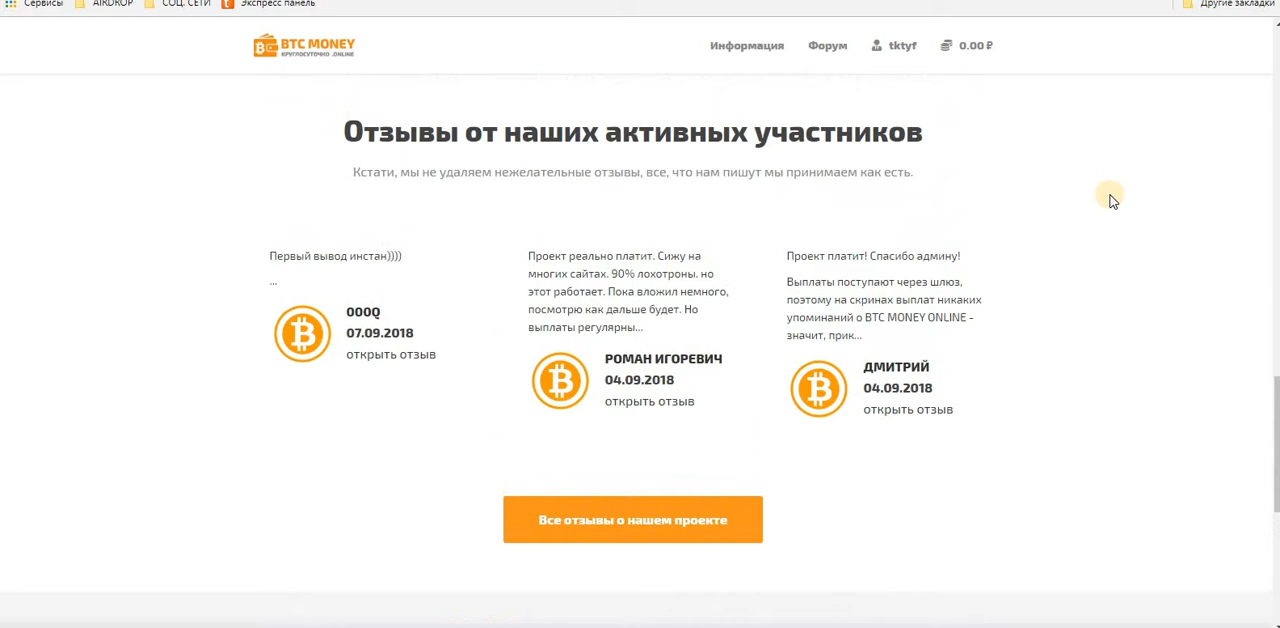 Сервисы AIRDROP СОЦ. СЕТИ Экспресс панель Другие закладки
BTC MONEY
КРУГЛОСУТОЧНО .ONLINE
Информация Форум tktyf 0.00 ₽
Отзывы от наших активных участников
Кстати, мы не удаляем нежелательные отзывы, все, что нам пишут мы принимаем как есть.
Первый вывод инстан))))
...
000Q
07.09.2018
открыть отзыв
Проект реально платит. Сижу на
многих сайтах. 90% лохотроны. но
этот работает. Пока вложил немного,
посмотрю как дальше будет. Но
выплаты регулярны...
РОМАН ИГОРЕВИЧ
04.09.2018
открыть отзыв
Проект платит! Спасибо админу!
Выплаты поступают через шлюз,
поэтому на скринах выплат никаких
упоминаний о BTC MONEY ONLINE -
значит, прик...
ДМИТРИЙ
04.09.2018
открыть отзыв
Все отзывы о нашем проекте